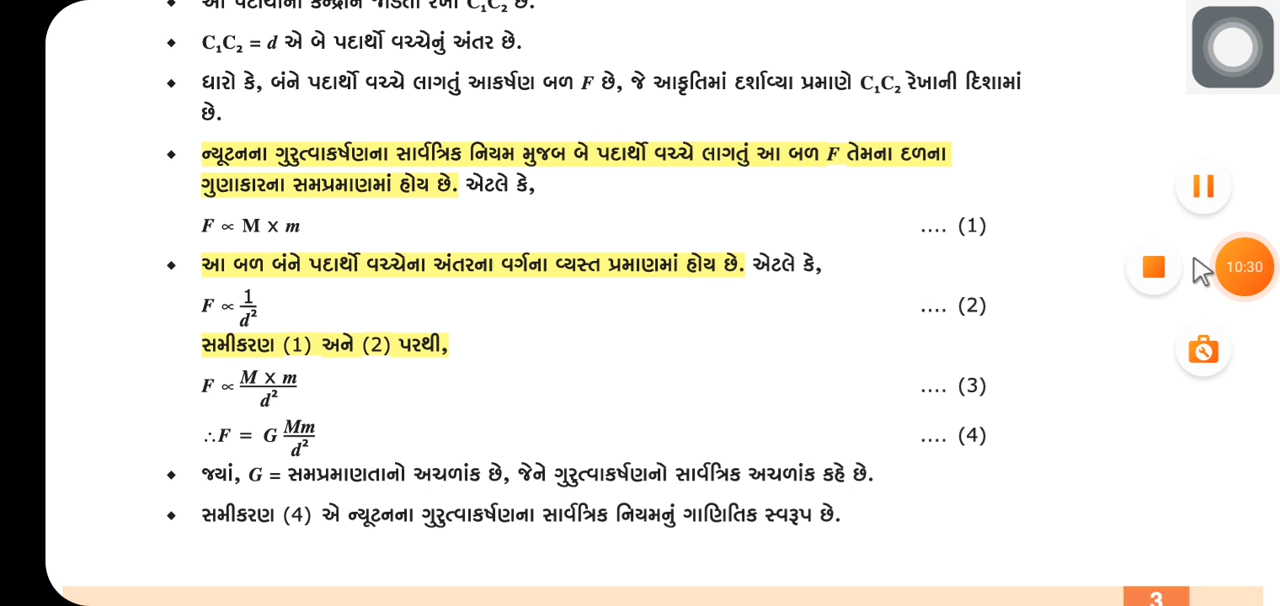 ◆ આ પદાર્થોના કેન્દ્રોને જોડતી રેખા C₁C₂ છે.
◆ C₁C₂ = d એ બે પદાર્થો વચ્ચેનું અંતર છે.
◆ ધારો કે, બંને પદાર્થો વચ્ચે લાગતું આકર્ષણ બળ F છે, જે આકૃતિમાં દર્શાવ્યા પ્રમાણે C₁C₂ રેખાની દિશામાં
છે.
◆ ન્યૂટનના ગુરુત્વાકર્ષણના સાર્વત્રિક નિયમ મુજબ બે પદાર્થો વચ્ચે લાગતું આ બળ F તેમના દળના
ગુણાકારના સમપ્રમાણમાં હોય છે. એટલે કે,
F ∝ M × m .... (1)
◆ આ બળ બંને પદાર્થો વચ્ચેના અંતરના વર્ગના વ્યસ્ત પ્રમાણમાં હોય છે. એટલે કે,
F ∝ 1/d² .... (2)
સમીકરણ (1) અને (2) પરથી,
F ∝ M × m/d² .... (3)
∴F = G Mm/d² .... (4)
◆ જ્યાં, G = સમપ્રમાણતાનો અચળાંક છે, જેને ગુરુત્વાકર્ષણનો સાર્વત્રિક અચળાંક કહે છે.
◆ સમીકરણ (4) એ ન્યૂટનના ગુરુત્વાકર્ષણના સાર્વત્રિક નિયમનું ગાણિતિક સ્વરૂપ છે.
10:30
3